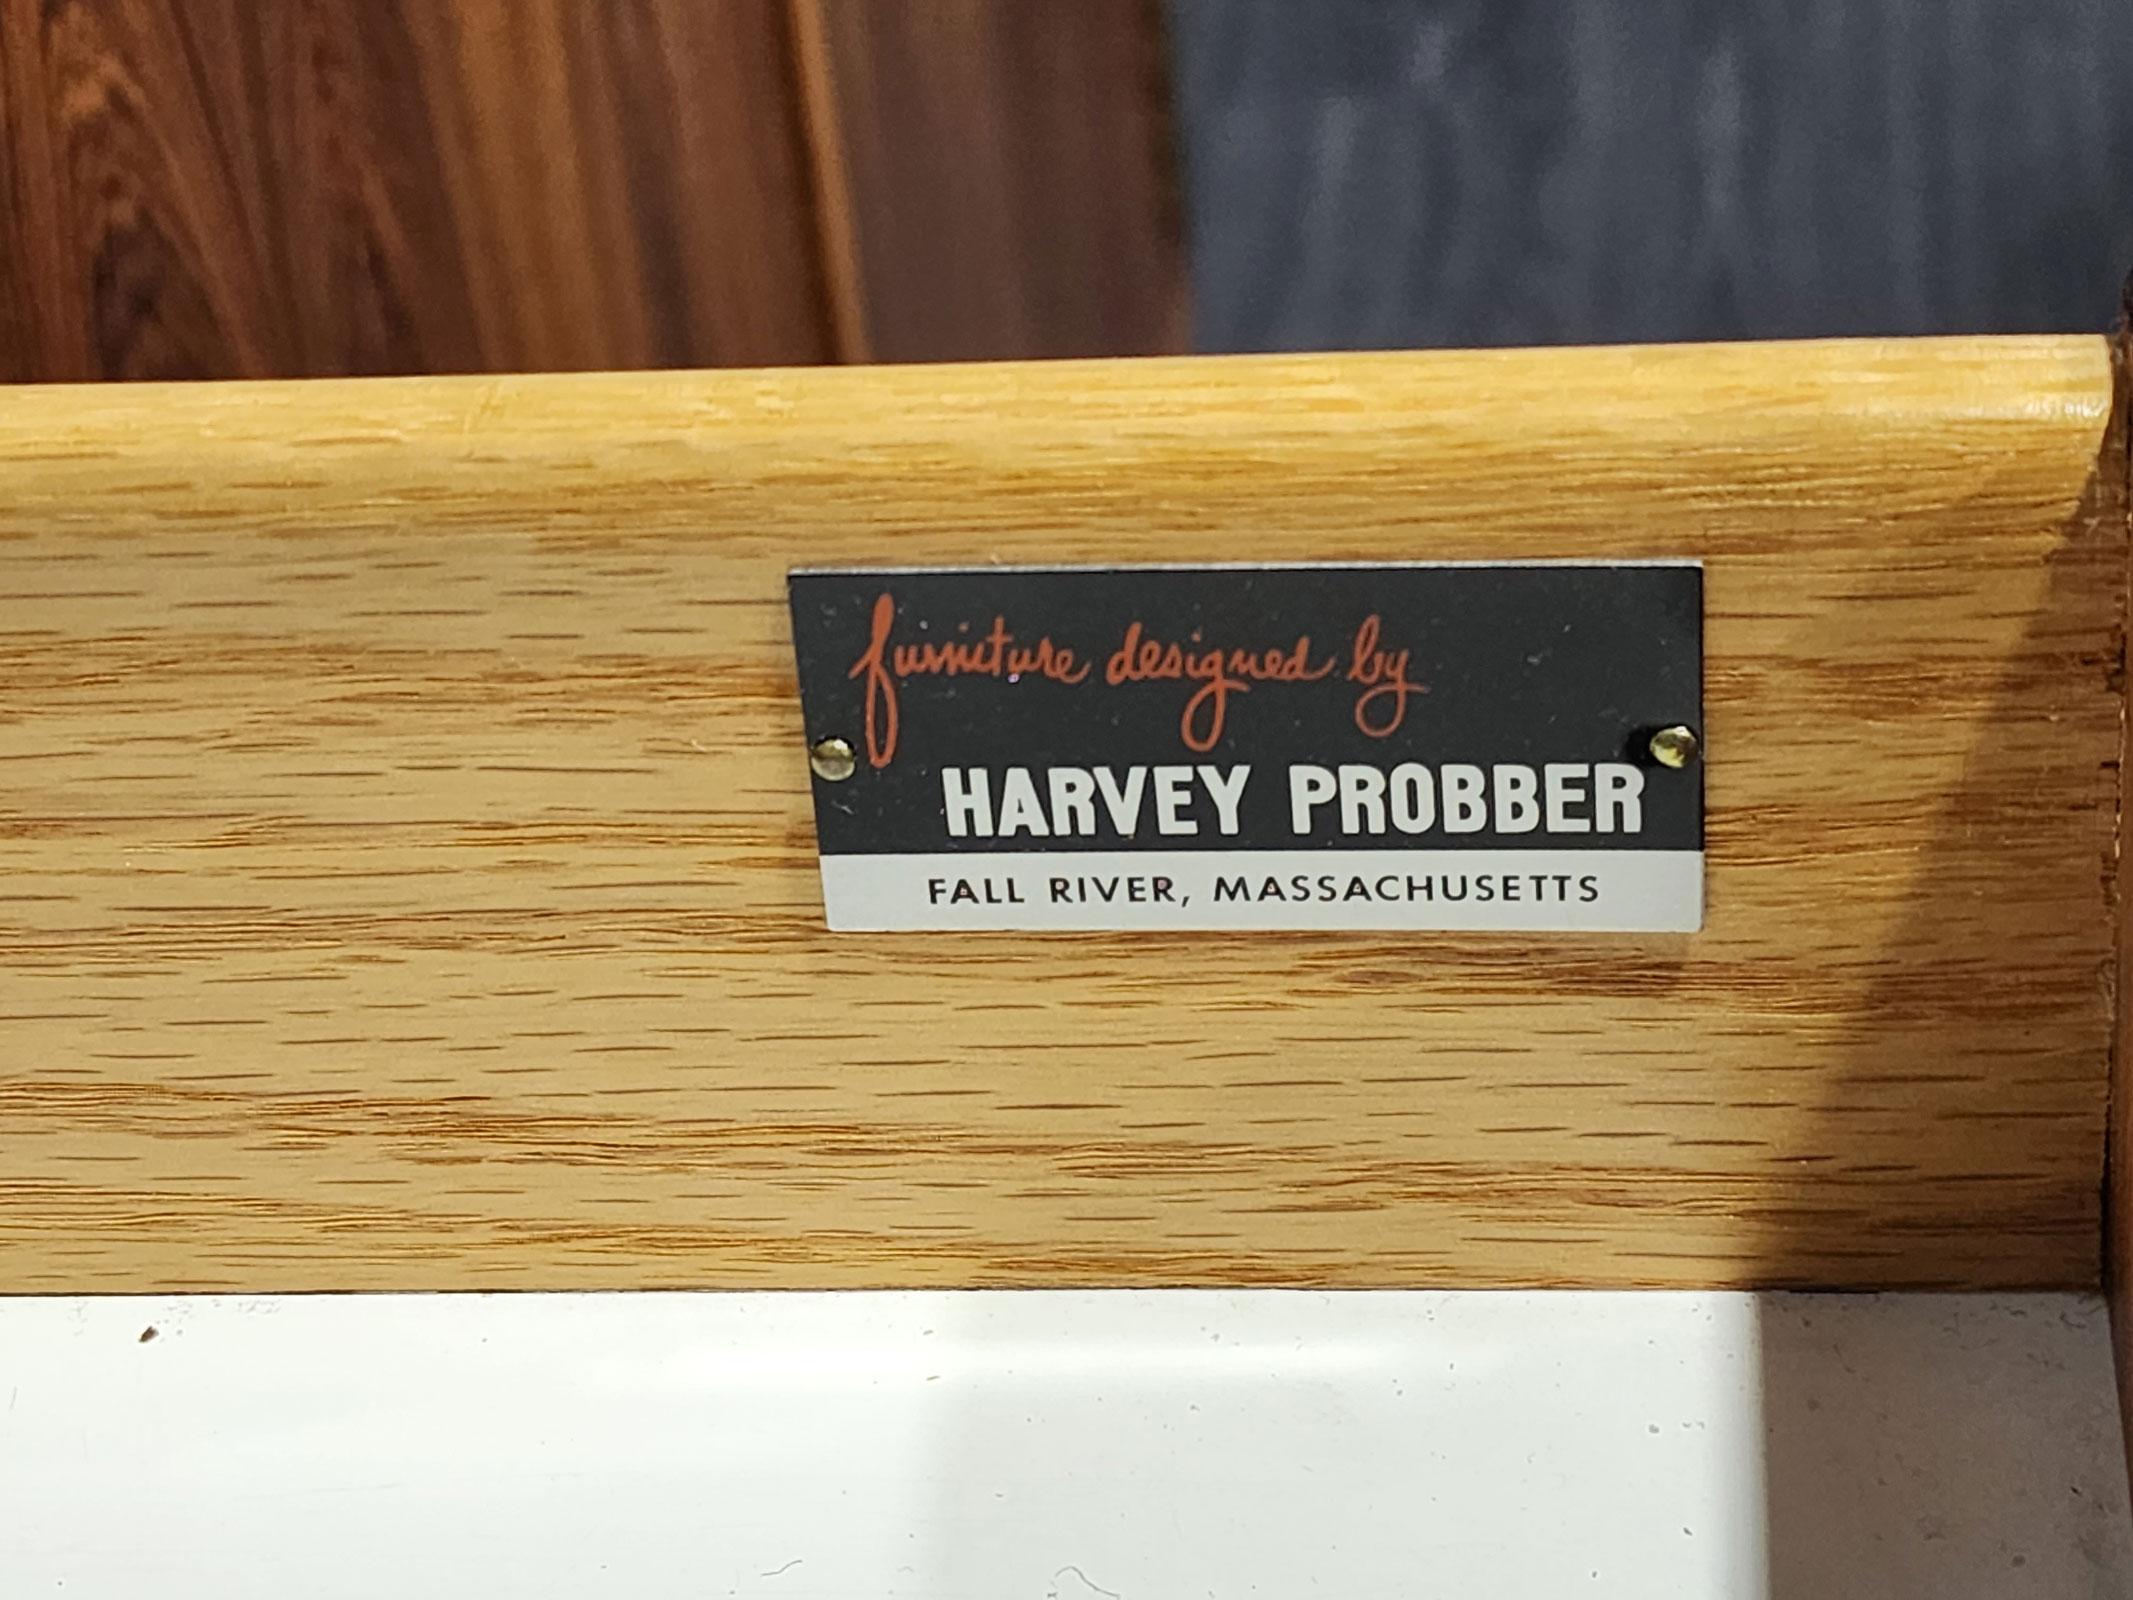 furniture designed by
HARVEY PROBBER
FALL RIVER, MASSACHUSETTS